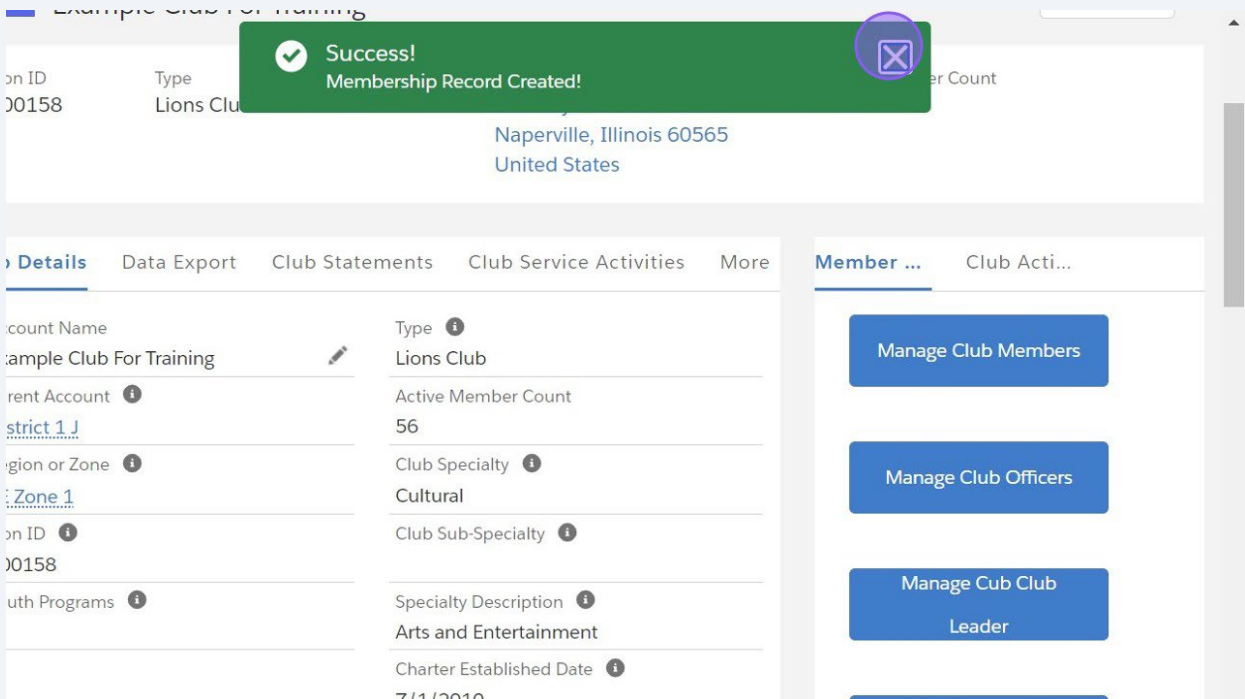 Example Club For Training
Success!
Membership Record Created!
on ID
00158
Type
Lions Clu
er Count
Naperville, Illinois 60565
United States
Details
Data Export
Club Statements
Club Service Activities
More
Member ...
Club Acti...
count Name
ample Club For Training
Type
Lions Club
rent Account
strict 1 J
Active Member Count
56
egion or Zone
Zone 1
Club Specialty
Cultural
on ID
00158
Club Sub-Specialty
uth Programs
Specialty Description
Arts and Entertainment
Charter Established Date
7/1/2019
Manage Club Members
Manage Club Officers
Manage Cub Club
Leader